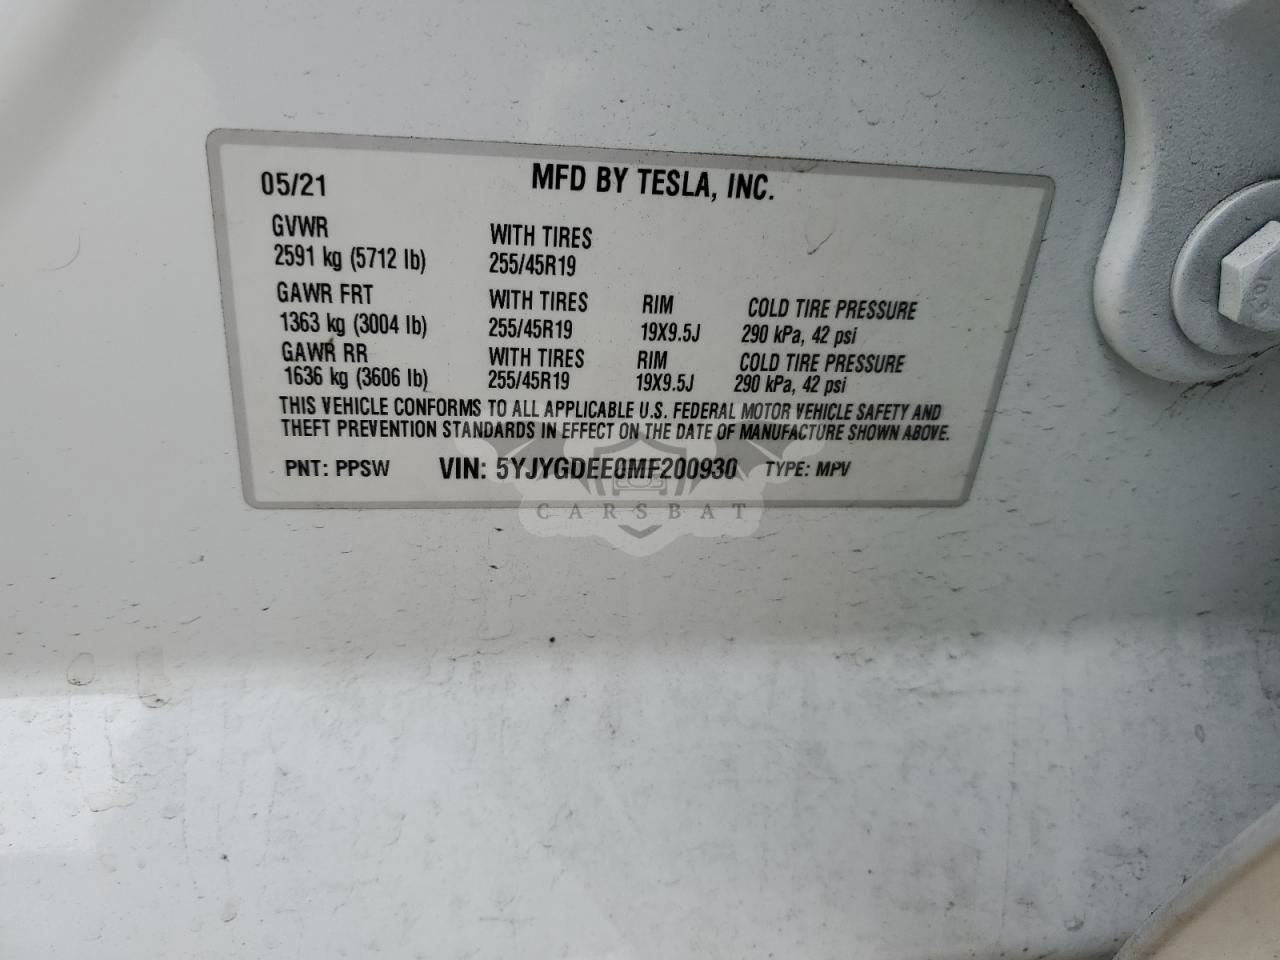 05/21 MFD BY TESLA, INC.
GVWR WITH TIRES
2591 kg (5712 lb) 255/45R19
GAWR FRT WITH TIRES RIM COLD TIRE PRESSURE
1363 kg (3004 lb) 255/45R19 19X9.5J 290 kPa, 42 psi
GAWR RR WITH TIRES RIM COLD TIRE PRESSURE
1636 kg (3606 lb) 255/45R19 19X9.5J 290 kPa, 42 psi
THIS VEHICLE CONFORMS TO ALL APPLICABLE U.S. FEDERAL MOTOR VEHICLE SAFETY AND
THEFT PREVENTION STANDARDS IN EFFECT ON THE DATE OF MANUFACTURE SHOWN ABOVE.
PNT: PPSW VIN: 5YJYGDEE0MF200930 TYPE: MPV
CARSBAT